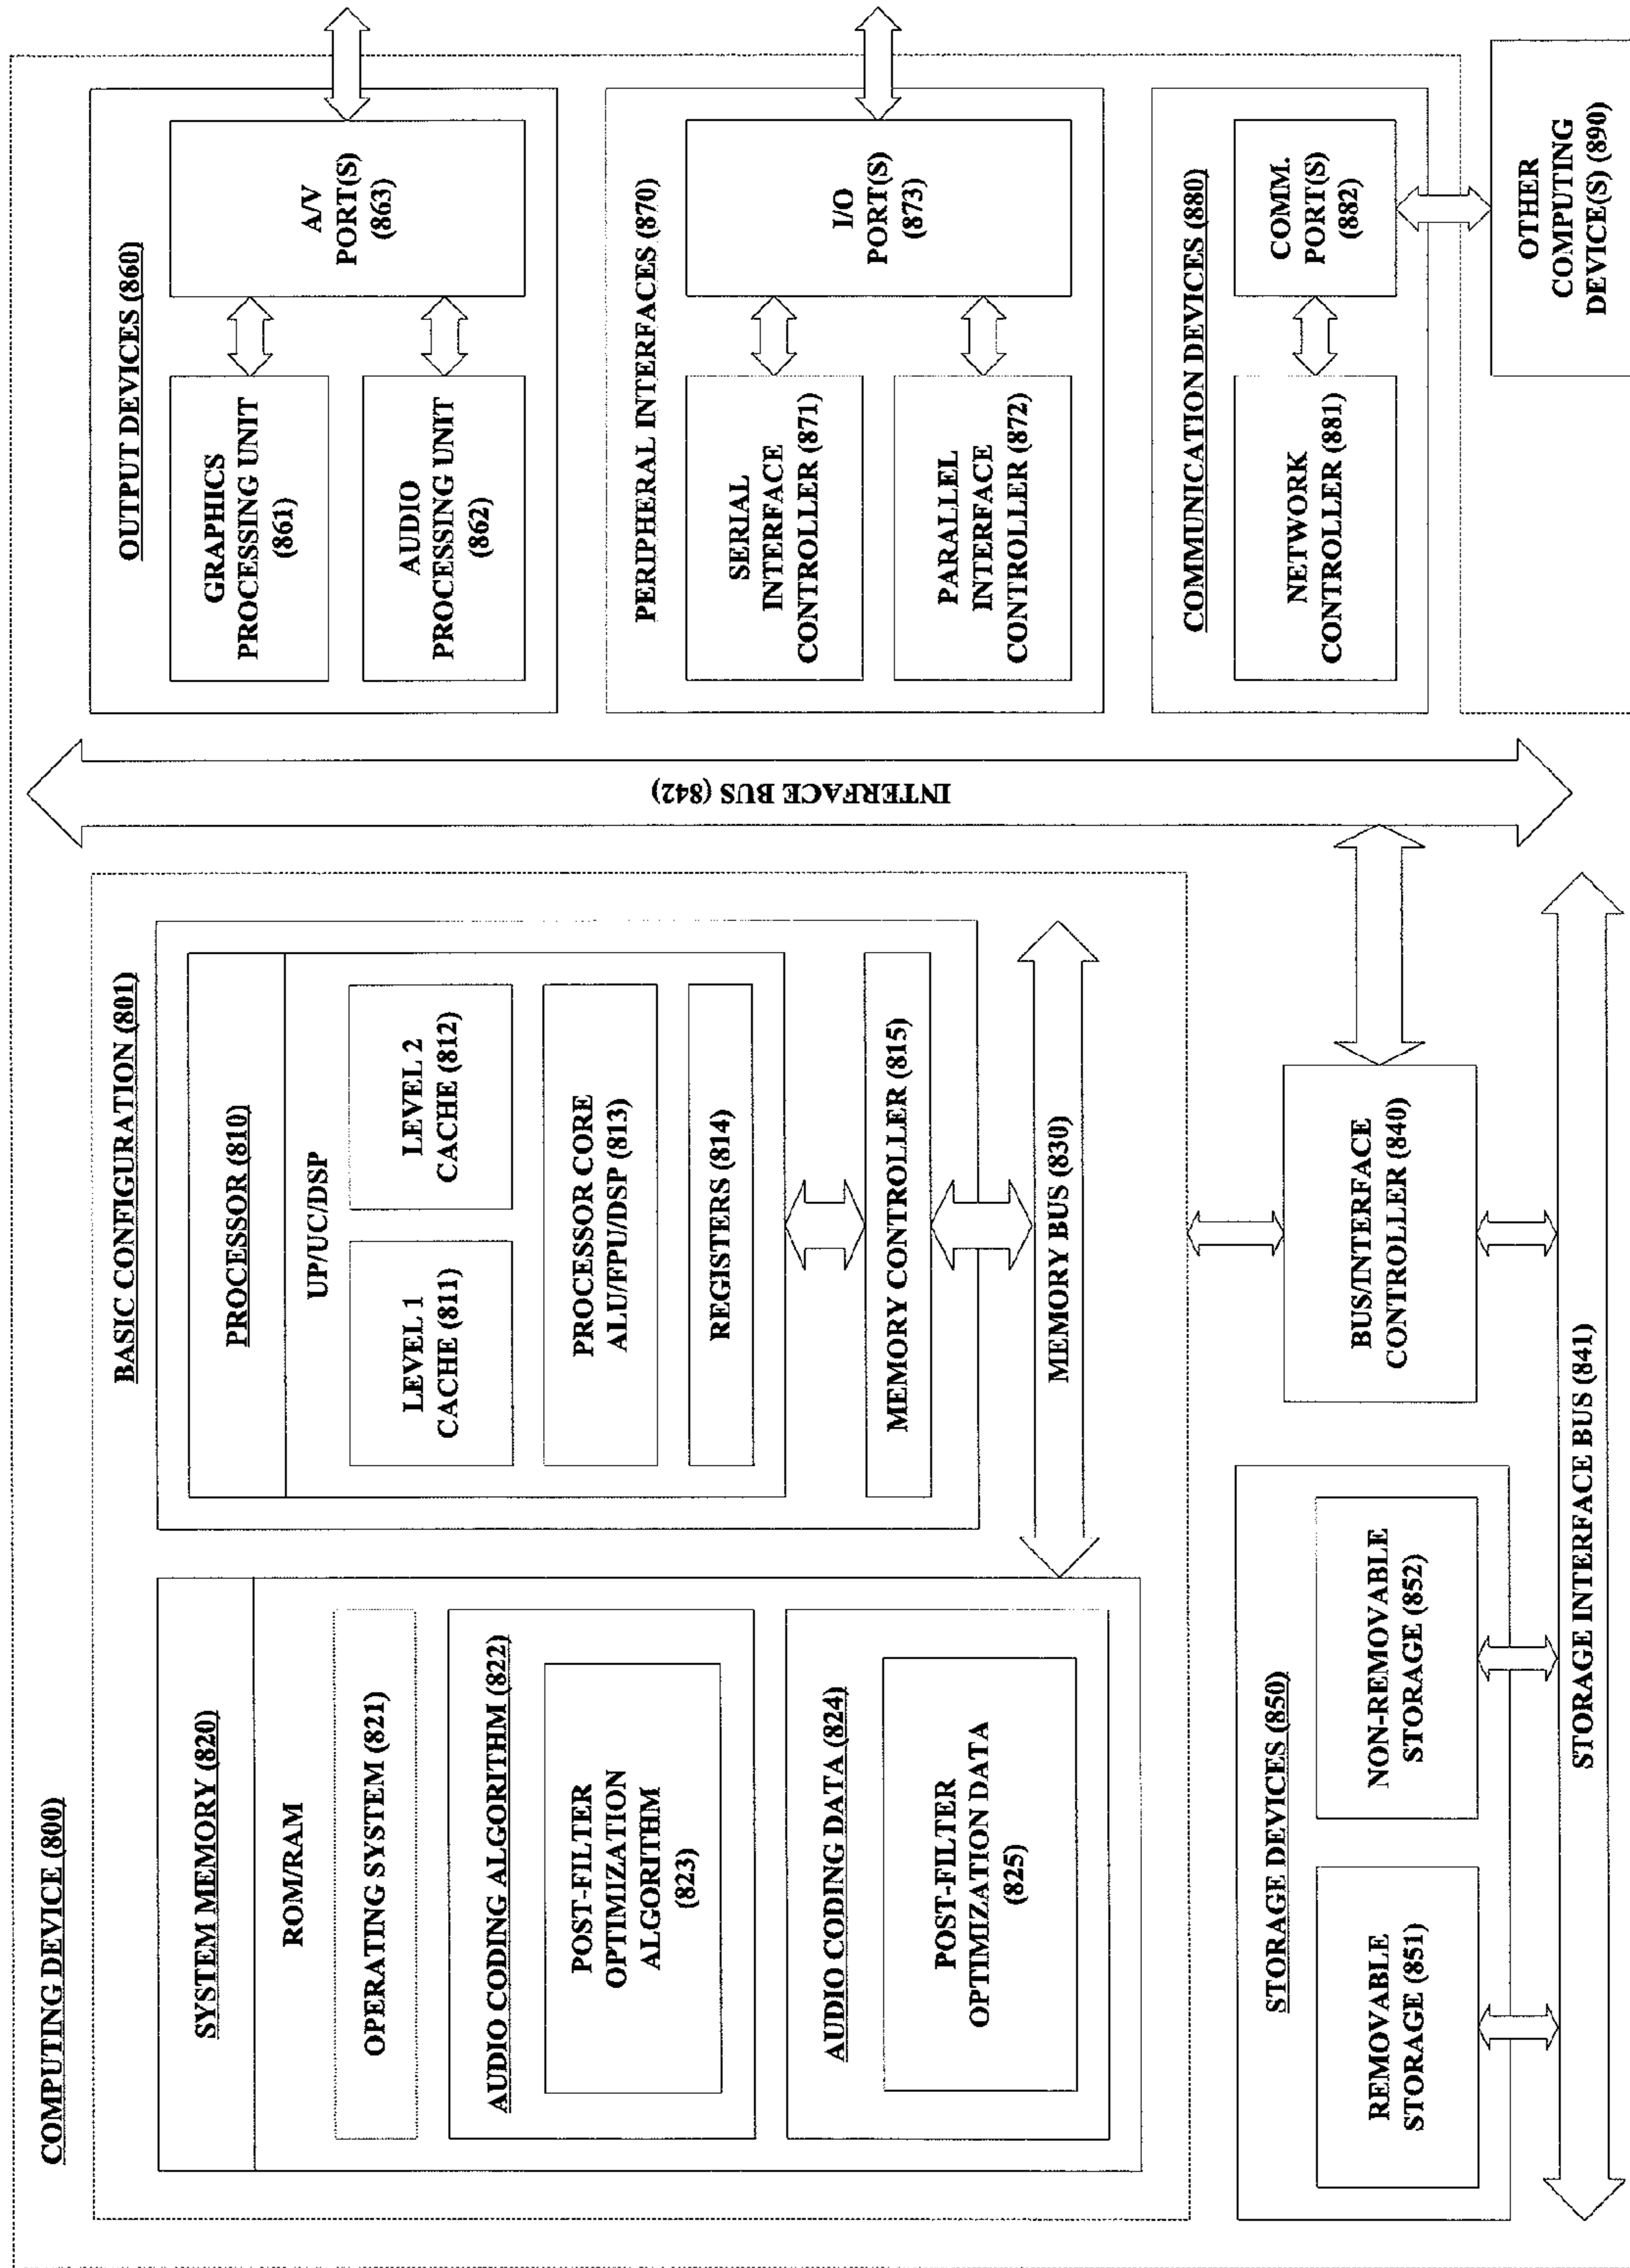 COMPUTING DEVICE (800)
BASIC CONFIGURATION (801)
SYSTEM MEMORY (820)
ROM/RAM
OPERATING SYSTEM (821)
AUDIO CODING ALGORITHM (822)
POST-FILTER
OPTIMIZATION
ALGORITHM
(823)
AUDIO CODING DATA (824)
POST-FILTER
OPTIMIZATION DATA
(825)
PROCESSOR (810)
UP/UC/DSP
LEVEL 1
CACHE (811)
LEVEL 2
CACHE (812)
PROCESSOR CORE
ALU/FPU/DSP (813)
REGISTERS (814)
MEMORY CONTROLLER (815)
MEMORY BUS (830)
BUS/INTERFACE
CONTROLLER (840)
STORAGE DEVICES (850)
REMOVABLE
STORAGE (851)
NON-REMOVABLE
STORAGE (852)
STORAGE INTERFACE BUS (841)
INTERFACE BUS (842)
OUTPUT DEVICES (860)
GRAPHICS
PROCESSING UNIT
(861)
AUDIO
PROCESSING UNIT
(862)
A/V
PORT(S)
(863)
PERIPHERAL INTERFACES (870)
SERIAL
INTERFACE
CONTROLLER (871)
PARALLEL
INTERFACE
CONTROLLER (872)
I/O
PORT(S)
(873)
COMMUNICATION DEVICES (880)
NETWORK
CONTROLLER (881)
COMM.
PORT(S)
(882)
OTHER
COMPUTING
DEVICE(S) (890)